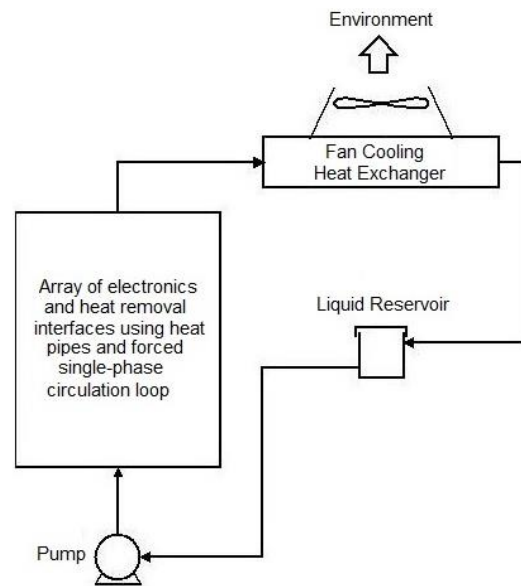 Environment
Fan Cooling
Heat Exchanger
Array of electronics
and heat removal
interfaces using heat
pipes and forced
single-phase
circulation loop
Liquid Reservoir
Pump